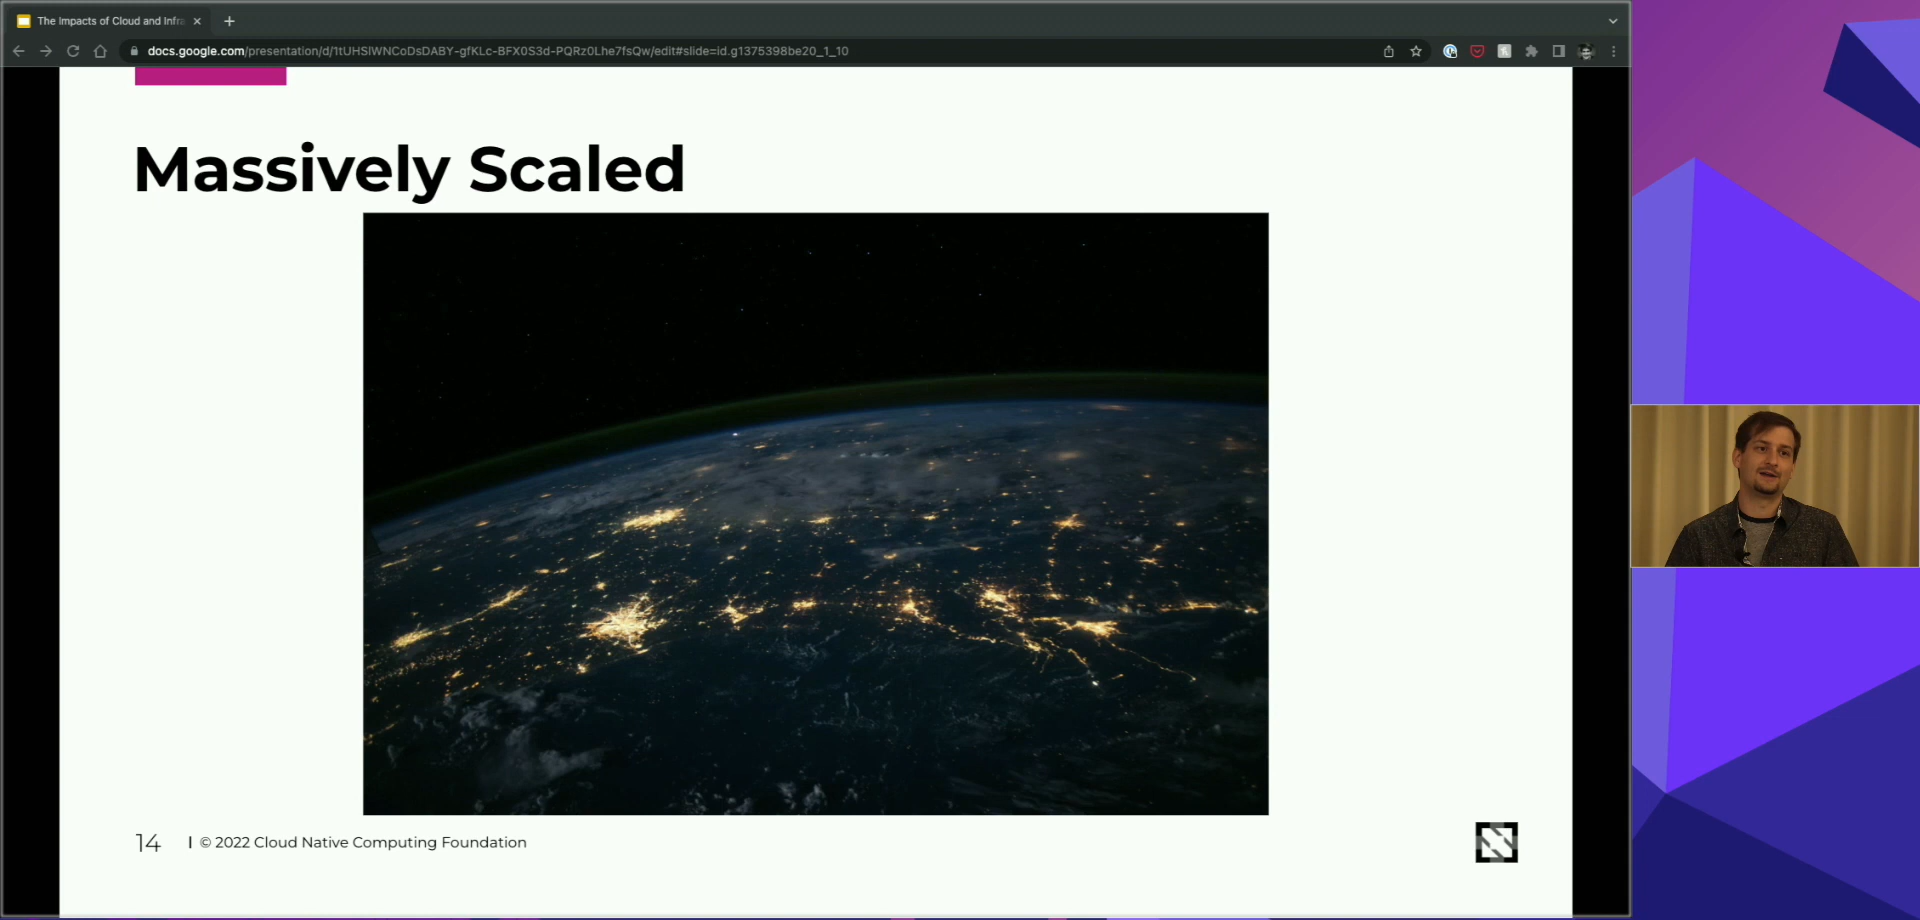 The Impacts of Cloud and Infra
docs.google.com/presentation/d/1tUHSlWNCoDsDABY-gfKLc-BFX0S3d-PQRz0Lhe7fsQw/edit#slide=id.g1375398be20_1_10
Massively Scaled
14 | © 2022 Cloud Native Computing Foundation